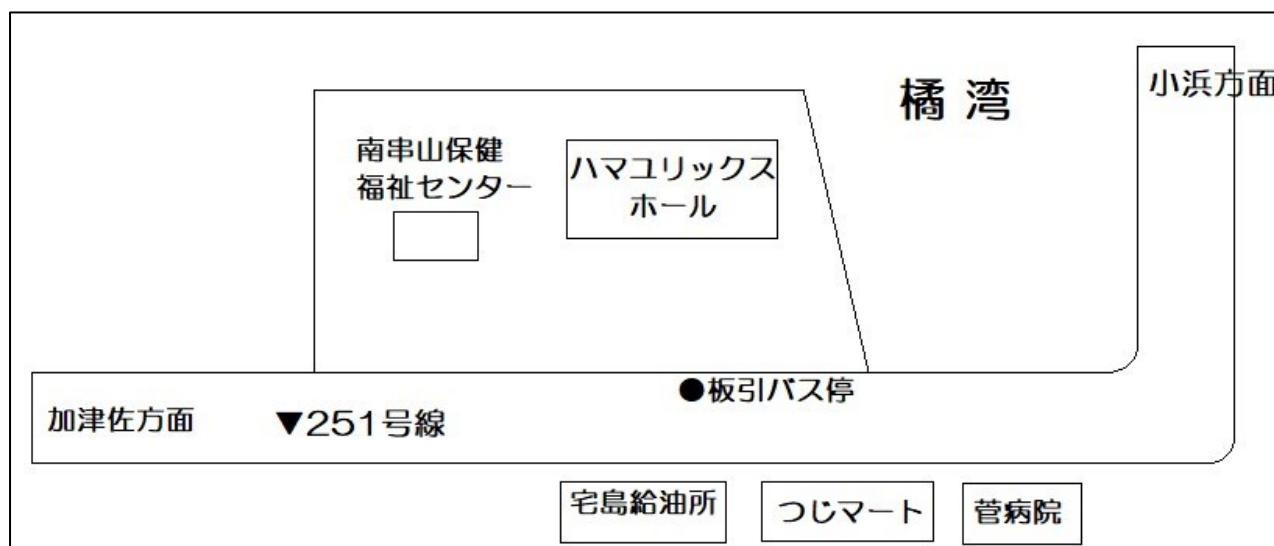 橘 湾
小浜方面
南串山保健
福祉センター
ハマユリックス
ホール
●板引バス停
加津佐方面
▼251号線
宅島給油所
つじマート
菅病院